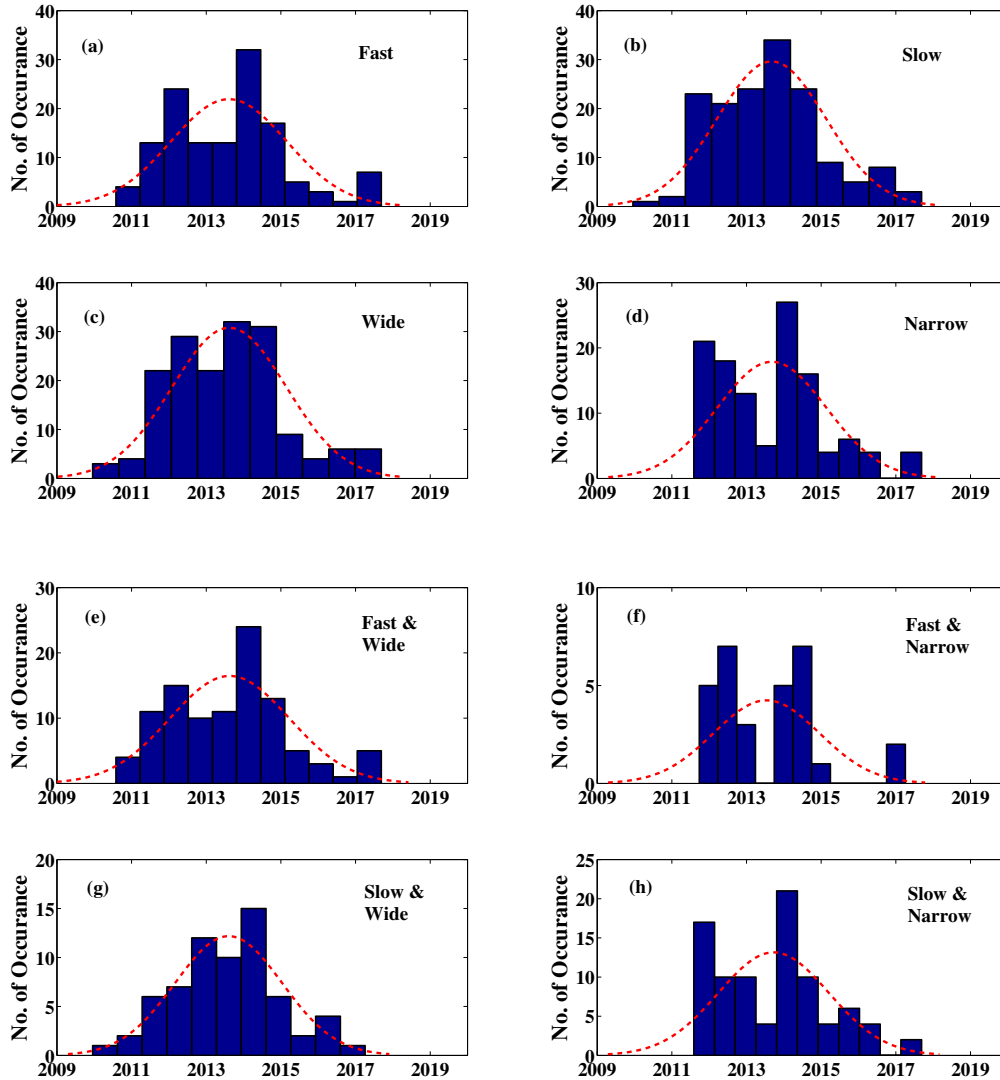 40
30
20
10
0
No. of Occurance
(a)
Fast
2009 2011 2013 2015 2017 2019
40
30
20
10
0
No. of Occurance
(b)
Slow
2009 2011 2013 2015 2017 2019
40
30
20
10
0
No. of Occurance
(c)
Wide
2009 2011 2013 2015 2017 2019
30
20
10
0
No. of Occurance
(d)
Narrow
2009 2011 2013 2015 2017 2019
30
20
10
0
No. of Occurance
(e)
Fast &
Wide
2009 2011 2013 2015 2017 2019
10
5
0
No. of Occurance
(f)
Fast &
Narrow
2009 2011 2013 2015 2017 2019
20
15
10
5
0
No. of Occurance
(g)
Slow &
Wide
2009 2011 2013 2015 2017 2019
25
20
15
10
5
0
No. of Occurance
(h)
Slow &
Narrow
2009 2011 2013 2015 2017 2019